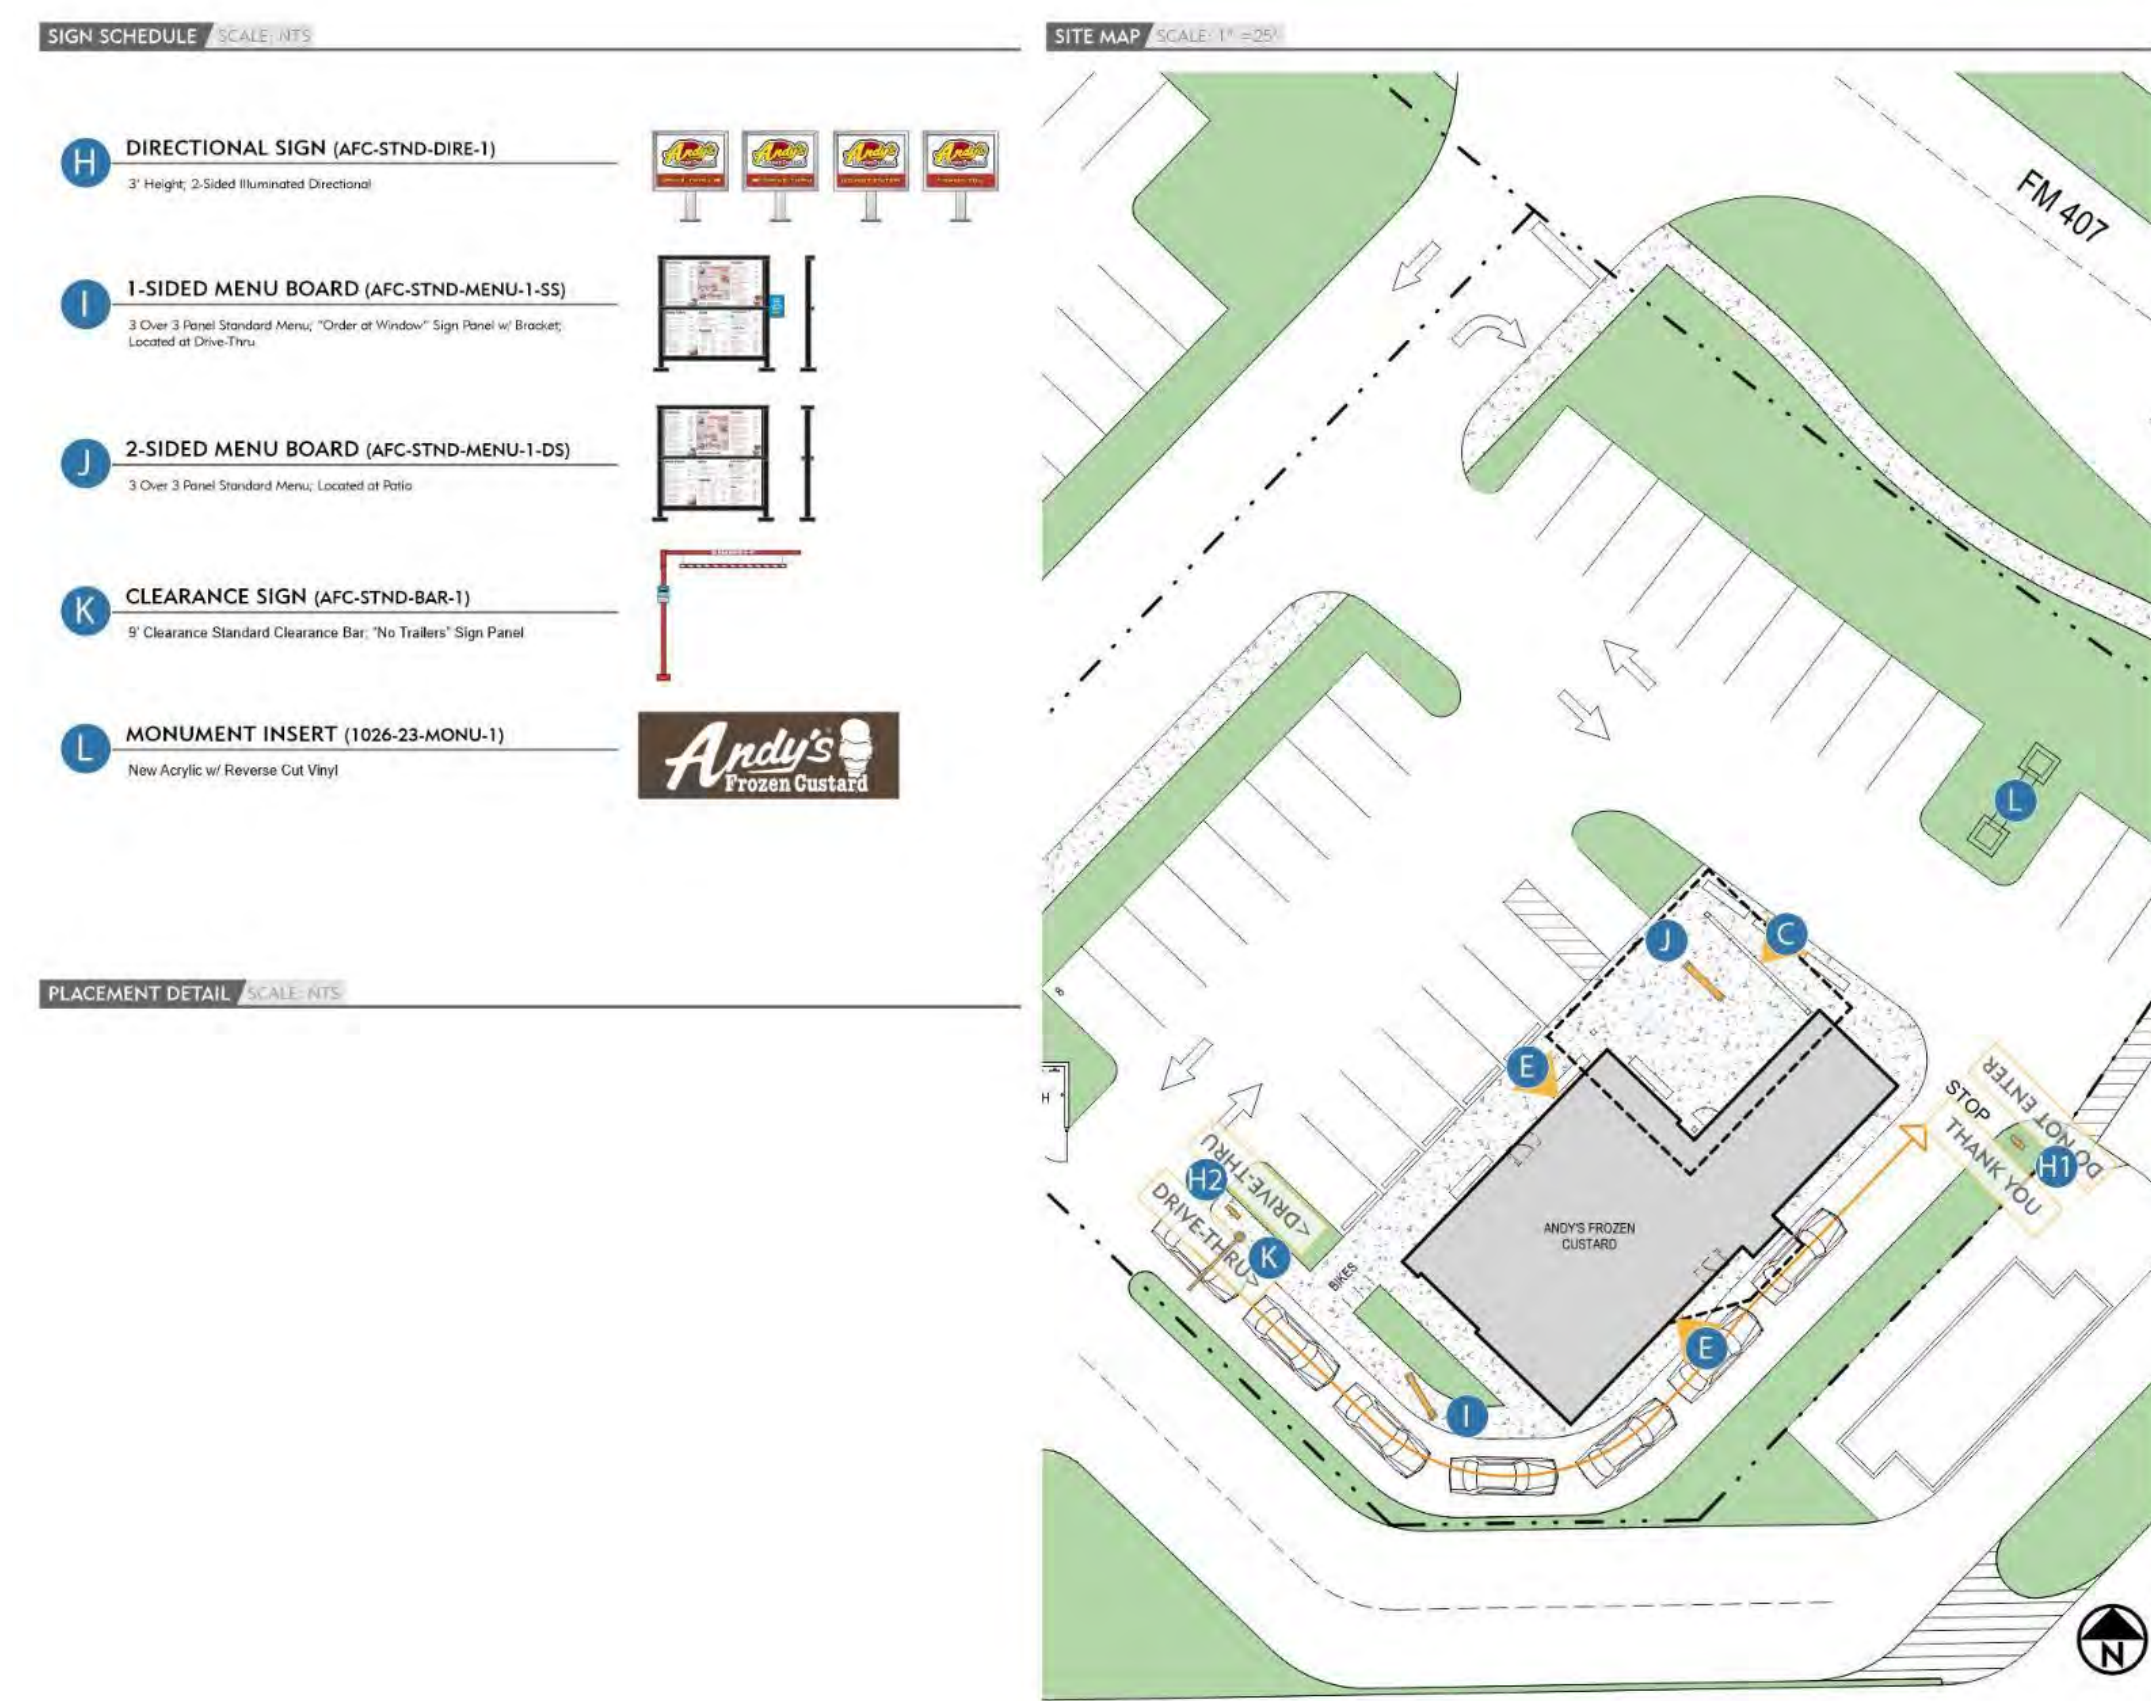 SIGN SCHEDULE SCALE: NTS
H DIRECTIONAL SIGN (AFC-STND-DIRE-1)
3' Height; 2-Sided Illuminated Directional
Andy's Andy's Andy's Andy's
I 1-SIDED MENU BOARD (AFC-STND-MENU-1-SS)
3 Over 3 Panel Standard Menu; "Order at Window" Sign Panel w/ Bracket;
Located at Drive-Thru
J 2-SIDED MENU BOARD (AFC-STND-MENU-1-DS)
3 Over 3 Panel Standard Menu; Located at Patio
K CLEARANCE SIGN (AFC-STND-BAR-1)
9' Clearance Standard Clearance Bar; "No Trailers" Sign Panel
L MONUMENT INSERT (1026-23-MONU-1)
New Acrylic w/ Reverse Cut Vinyl
Andy's
Frozen Custard
PLACEMENT DETAIL SCALE: NTS
SITE MAP SCALE: 1" =25'
FM 407
L
J
C
8
E
H
STOP
DO NOT ENTER
THANK YOU
H1
<DRIVE-THRU
H2
DRIVE-THRU>
K
BIKES
ANDY'S FROZEN
CUSTARD
E
I
N